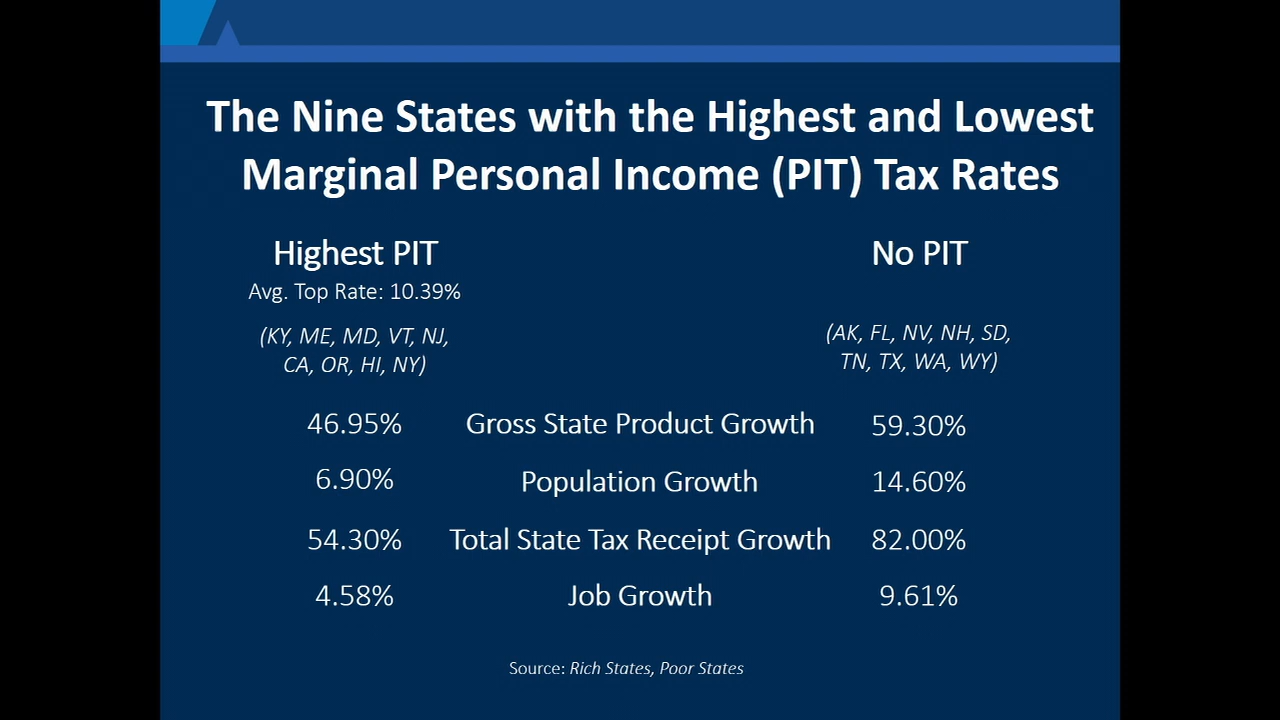 The Nine States with the Highest and Lowest
Marginal Personal Income (PIT) Tax Rates
Highest PIT
No PIT
Avg. Top Rate: 10.39%
(KY, ME, MD, VT, NJ,
CA, OR, HI, NY)
(AK, FL, NV, NH, SD,
TN, TX, WA, WY)
46.95% Gross State Product Growth 59.30%
6.90% Population Growth 14.60%
54.30% Total State Tax Receipt Growth 82.00%
4.58% Job Growth 9.61%
Source: Rich States, Poor States